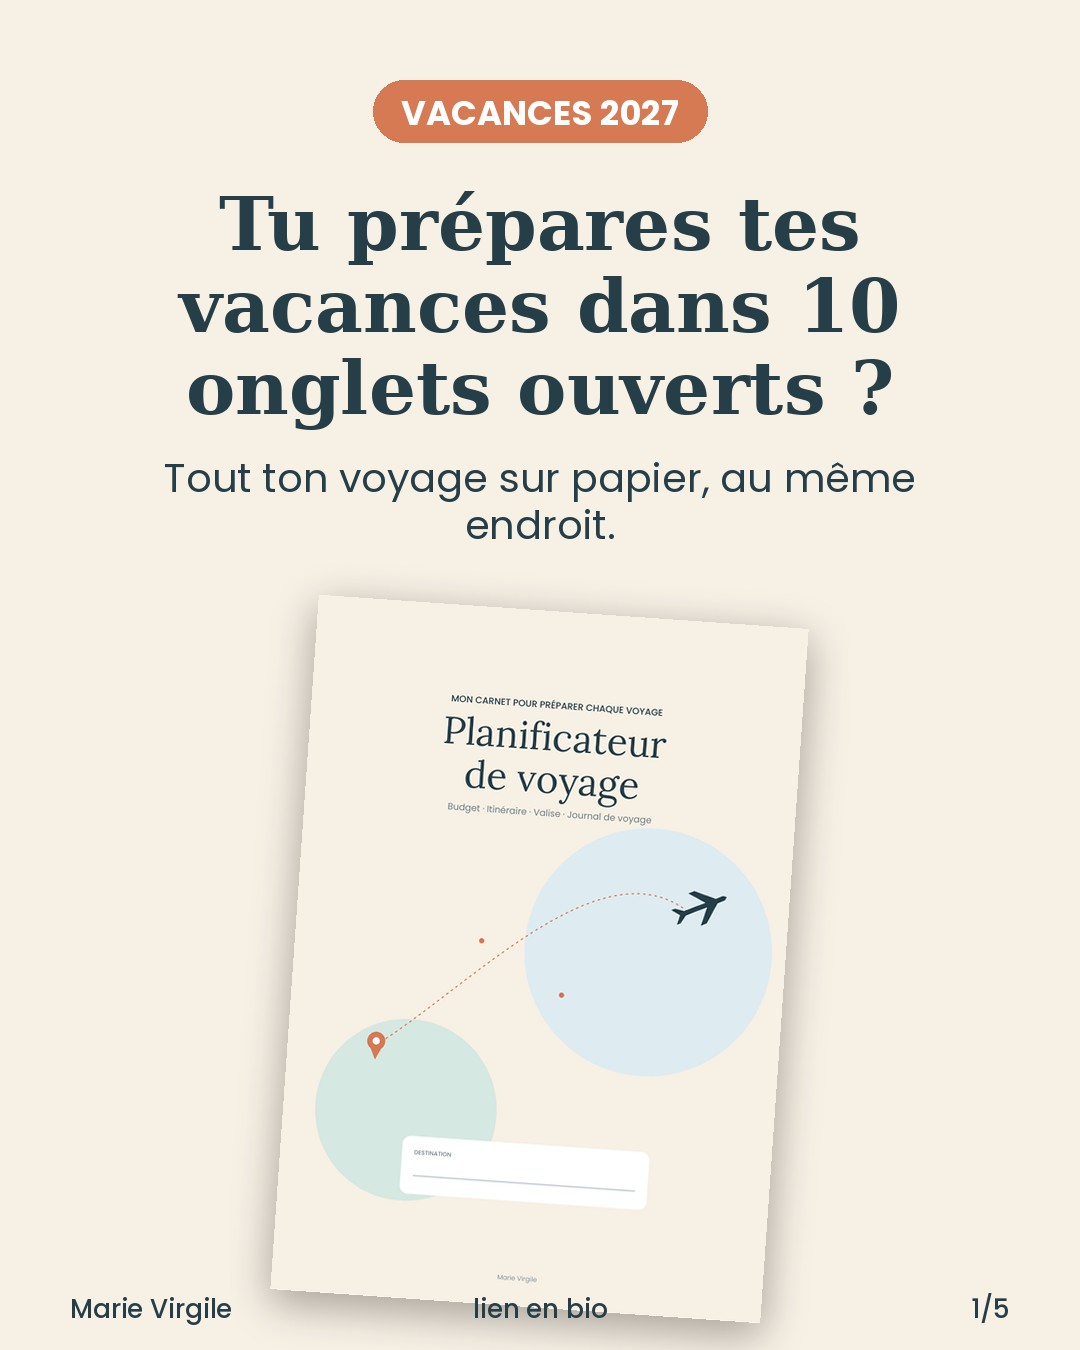 VACANCES 2027
Tu prépares tes
vacances dans 10
onglets ouverts ?
Tout ton voyage sur papier, au même
endroit.
MON CARNET POUR PRÉPARER CHAQUE VOYAGE
Planificateur
de voyage
Budget · Itinéraire · Valise · Journal de voyage
DESTINATION
Marie Virgile
Marie Virgile
lien en bio
1/5